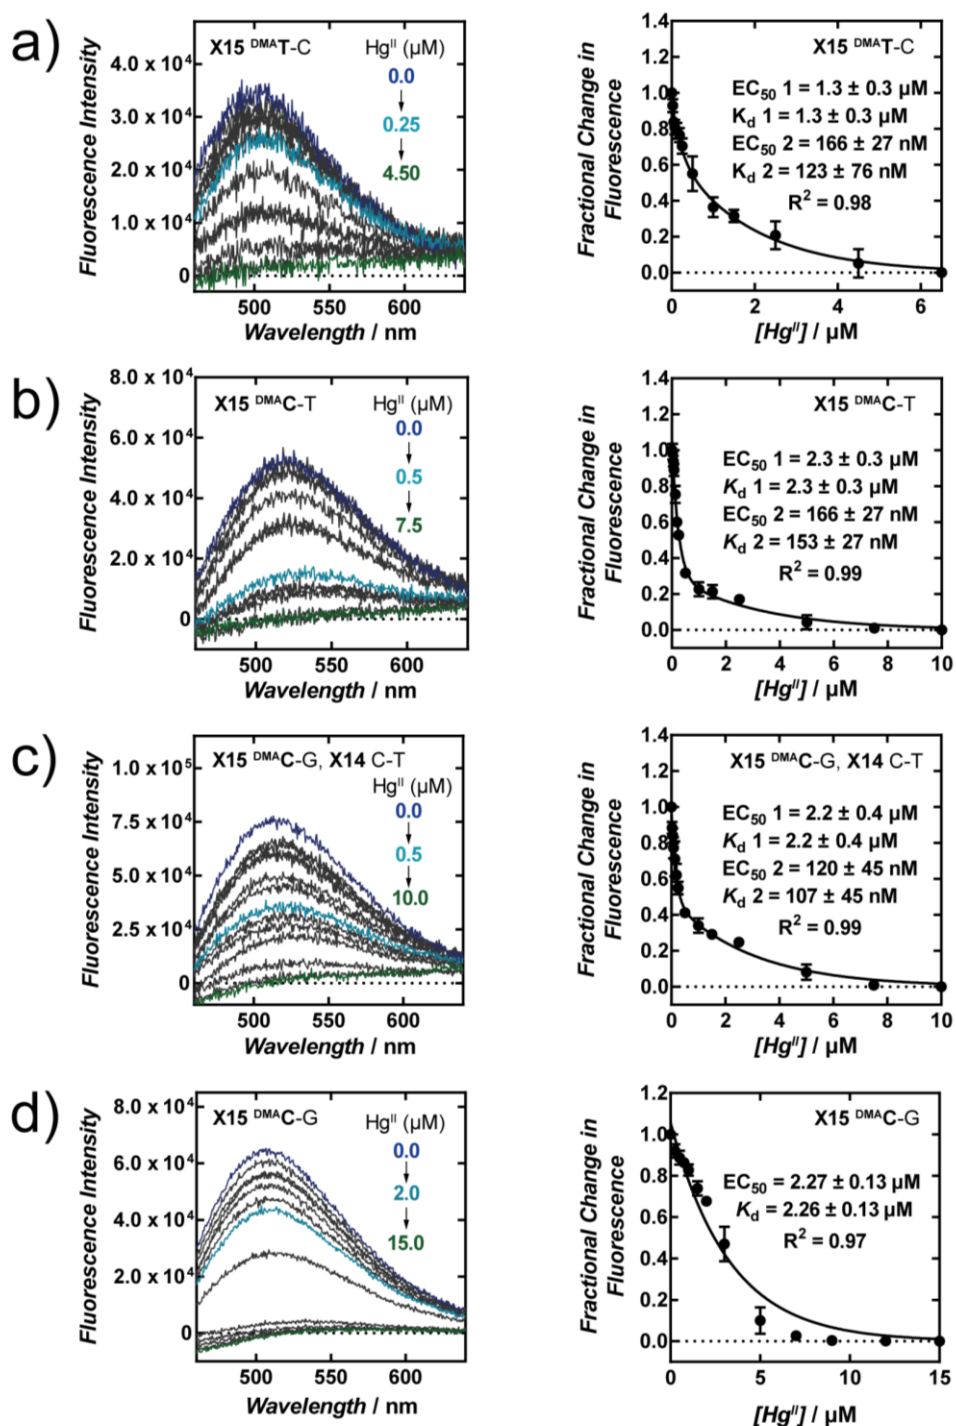 a)
X15 ᴰᴹᴬT-C
Hgᴵᴵ (µM)
0.0
0.25
4.50
4.0 x 10⁴
3.0 x 10⁴
2.0 x 10⁴
1.0 x 10⁴
0
Fluorescence Intensity
500 550 600
Wavelength / nm
X15 ᴰᴹᴬT-C
EC₅₀ 1 = 1.3 ± 0.3 µM
K_d 1 = 1.3 ± 0.3 µM
EC₅₀ 2 = 166 ± 27 nM
K_d 2 = 123 ± 76 nM
R² = 0.98
1.4
1.2
1.0
0.8
0.6
0.4
0.2
0.0
Fractional Change in
Fluorescence
0 2 4 6
[Hgᴵᴵ] / µM
b)
X15 ᴰᴹᴬC-T
Hgᴵᴵ (µM)
0.0
0.5
7.5
8.0 x 10⁴
6.0 x 10⁴
4.0 x 10⁴
2.0 x 10⁴
0
Fluorescence Intensity
500 550 600
Wavelength / nm
X15 ᴰᴹᴬC-T
EC₅₀ 1 = 2.3 ± 0.3 µM
K_d 1 = 2.3 ± 0.3 µM
EC₅₀ 2 = 166 ± 27 nM
K_d 2 = 153 ± 27 nM
R² = 0.99
1.4
1.2
1.0
0.8
0.6
0.4
0.2
0.0
Fractional Change in
Fluorescence
0 2 4 6 8 10
[Hgᴵᴵ] / µM
c)
X15 ᴰᴹᴬC-G, X14 C-T
Hgᴵᴵ (µM)
0.0
0.5
10.0
1.0 x 10⁵
7.5 x 10⁴
5.0 x 10⁴
2.5 x 10⁴
0
Fluorescence Intensity
500 550 600
Wavelength / nm
X15 ᴰᴹᴬC-G, X14 C-T
EC₅₀ 1 = 2.2 ± 0.4 µM
K_d 1 = 2.2 ± 0.4 µM
EC₅₀ 2 = 120 ± 45 nM
K_d 2 = 107 ± 45 nM
R² = 0.99
1.4
1.2
1.0
0.8
0.6
0.4
0.2
0.0
Fractional Change in
Fluorescence
0 2 4 6 8 10
[Hgᴵᴵ] / µM
d)
X15 ᴰᴹᴬC-G
Hgᴵᴵ (µM)
0.0
2.0
15.0
8.0 x 10⁴
6.0 x 10⁴
4.0 x 10⁴
2.0 x 10⁴
0
Fluorescence Intensity
500 550 600
Wavelength / nm
X15 ᴰᴹᴬC-G
EC₅₀ = 2.27 ± 0.13 µM
K_d = 2.26 ± 0.13 µM
R² = 0.97
1.2
1.0
0.8
0.6
0.4
0.2
0.0
Fractional Change in
Fluorescence
0 5 10 15
[Hgᴵᴵ] / µM